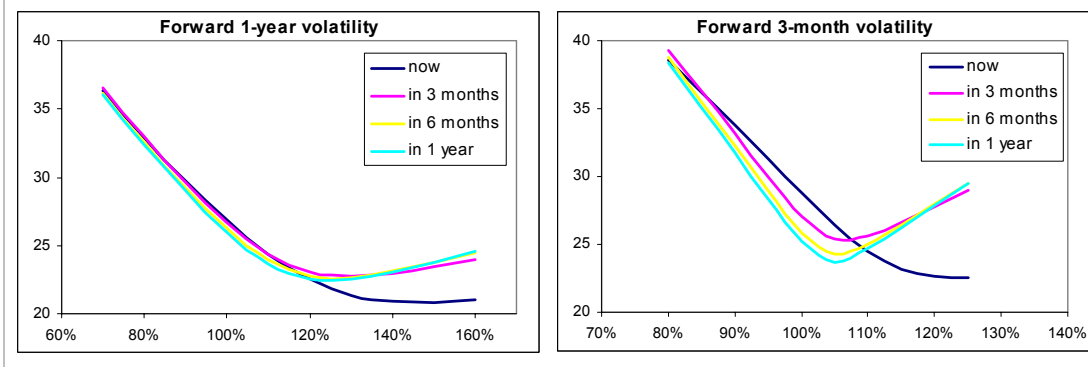 Forward 1-year volatility
40
35
30
25
20
60%
80%
100%
120%
140%
160%
now
in 3 months
in 6 months
in 1 year
Forward 3-month volatility
40
35
30
25
20
70%
80%
90%
100%
110%
120%
130%
140%
now
in 3 months
in 6 months
in 1 year